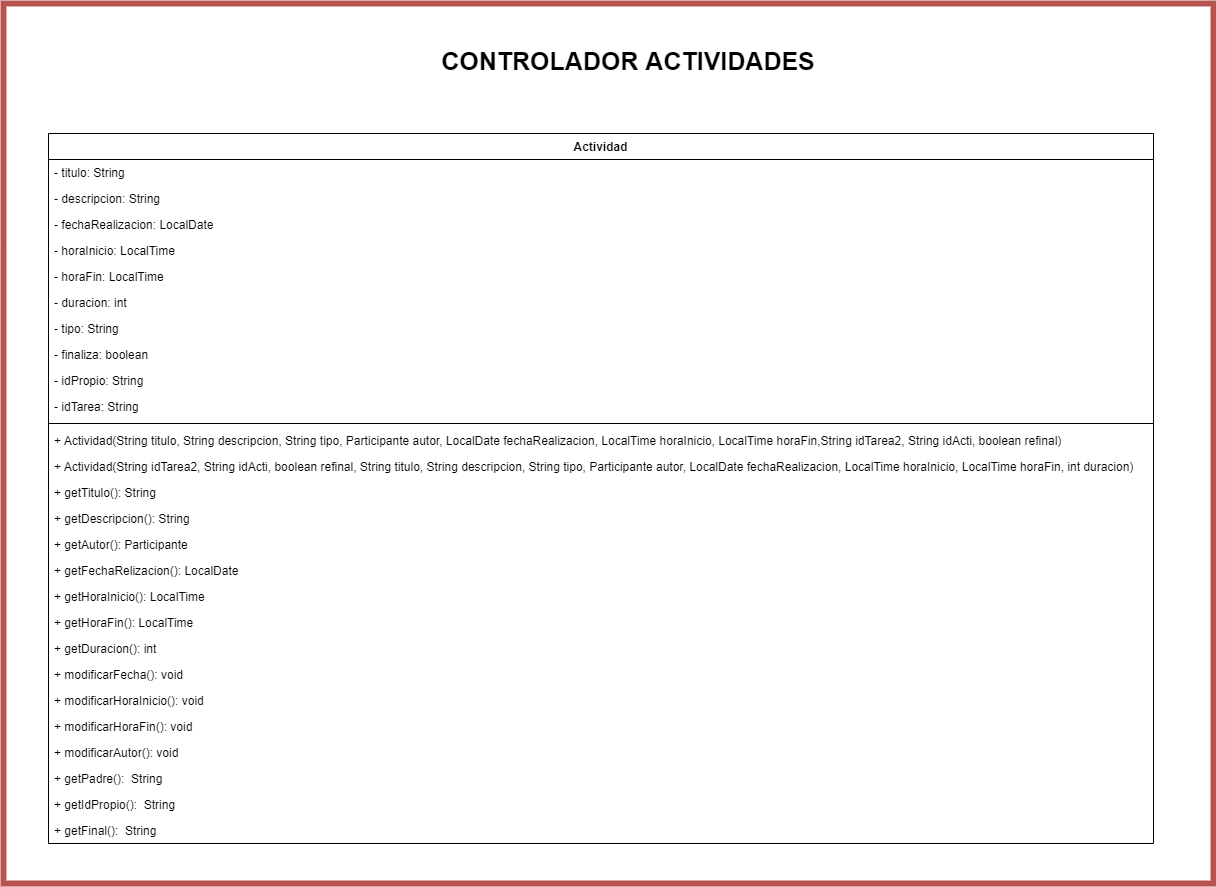 CONTROLADOR ACTIVIDADES
Actividad
- titulo: String
- descripcion: String
- fechaRealizacion: LocalDate
- horaInicio: LocalTime
- horaFin: LocalTime
- duracion: int
- tipo: String
- finaliza: boolean
- idPropio: String
- idTarea: String
+ Actividad(String titulo, String descripcion, String tipo, Participante autor, LocalDate fechaRealizacion, LocalTime horaInicio, LocalTime horaFin,String idTarea2, String idActi, boolean refinal)
+ Actividad(String idTarea2, String idActi, boolean refinal, String titulo, String descripcion, String tipo, Participante autor, LocalDate fechaRealizacion, LocalTime horaInicio, LocalTime horaFin, int duracion)
+ getTitulo(): String
+ getDescripcion(): String
+ getAutor(): Participante
+ getFechaRelizacion(): LocalDate
+ getHoraInicio(): LocalTime
+ getHoraFin(): LocalTime
+ getDuracion(): int
+ modificarFecha(): void
+ modificarHoraInicio(): void
+ modificarHoraFin(): void
+ modificarAutor(): void
+ getPadre():  String
+ getIdPropio():  String
+ getFinal():  String